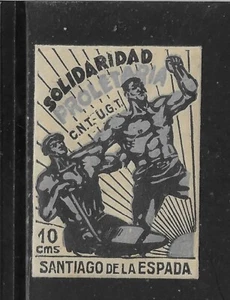 SOLIDARIDAD
PROLETARIA
C.N.T.-U.G.T.
10
cms
SANTIAGO DE LA ESPADA